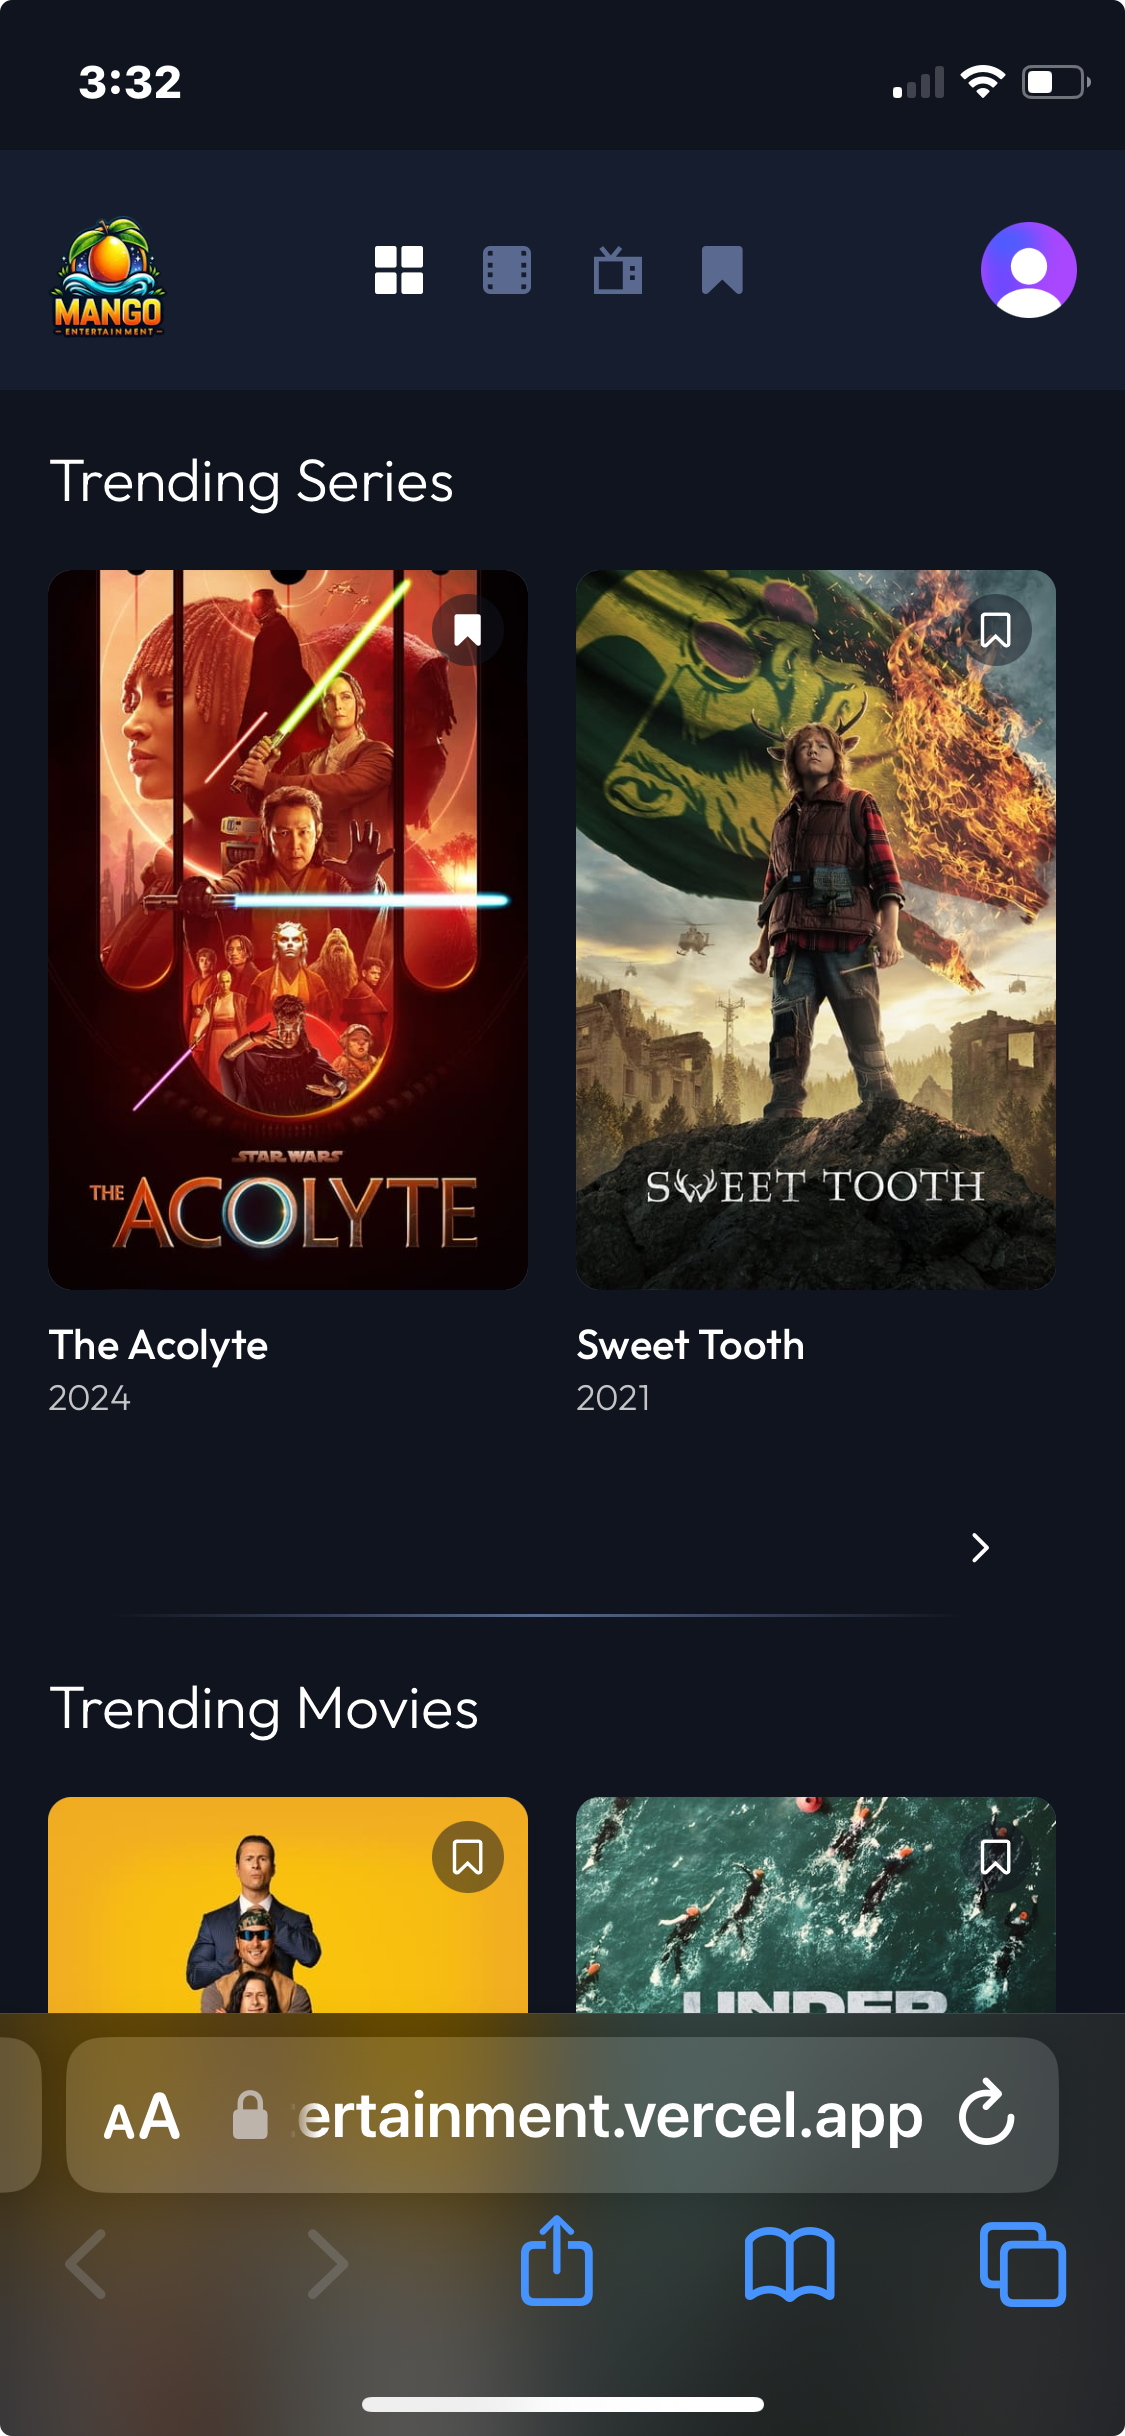 3:32
MANGO
ENTERTAINMENT
Trending Series
STAR WARS
THE ACOLYTE
SWEET TOOTH
The Acolyte
2024
Sweet Tooth
2021
Trending Movies
UNDER
AA ertainment.vercel.app